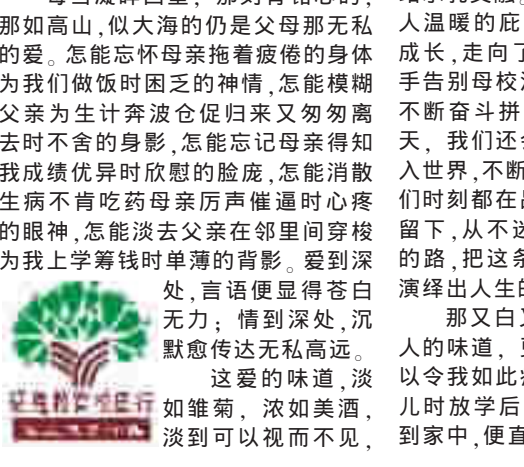 那如高山,似大海的仍是父母那无私
的爱。怎能忘怀母亲拖着疲倦的身体
为我们做饭时困乏的神情,怎能模糊
父亲为生计奔波仓促归来又匆匆离
去时不舍的身影,怎能忘记母亲得知
我成绩优异时欣慰的脸庞,怎能消散
生病不肯吃药母亲厉声催逼时心疼
的眼神,怎能淡去父亲在邻里间穿梭
为我上学筹钱时单薄的背影。爱到深
处,言语便显得苍白
无力；情到深处,沉
默愈传达无私高远。
这爱的味道,淡
如雏菊，浓如美酒,
淡到可以视而不见,
人温暖的庇
成长,走向了
手告别母校
不断奋斗拼
天，我们还
入世界,不断
们时刻都在
留下,从不
的路,把这条
演绎出人生的
那又白又
人的味道，
以令我如此
儿时放学后
到家中,便直